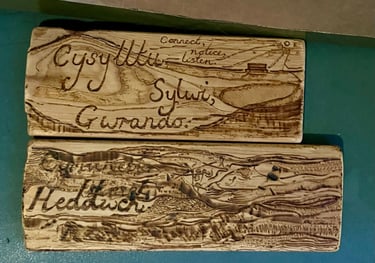 Connect,
notice,
listen.
Cysylltu,
Sylwi,
Gwrando.
Heddwch.